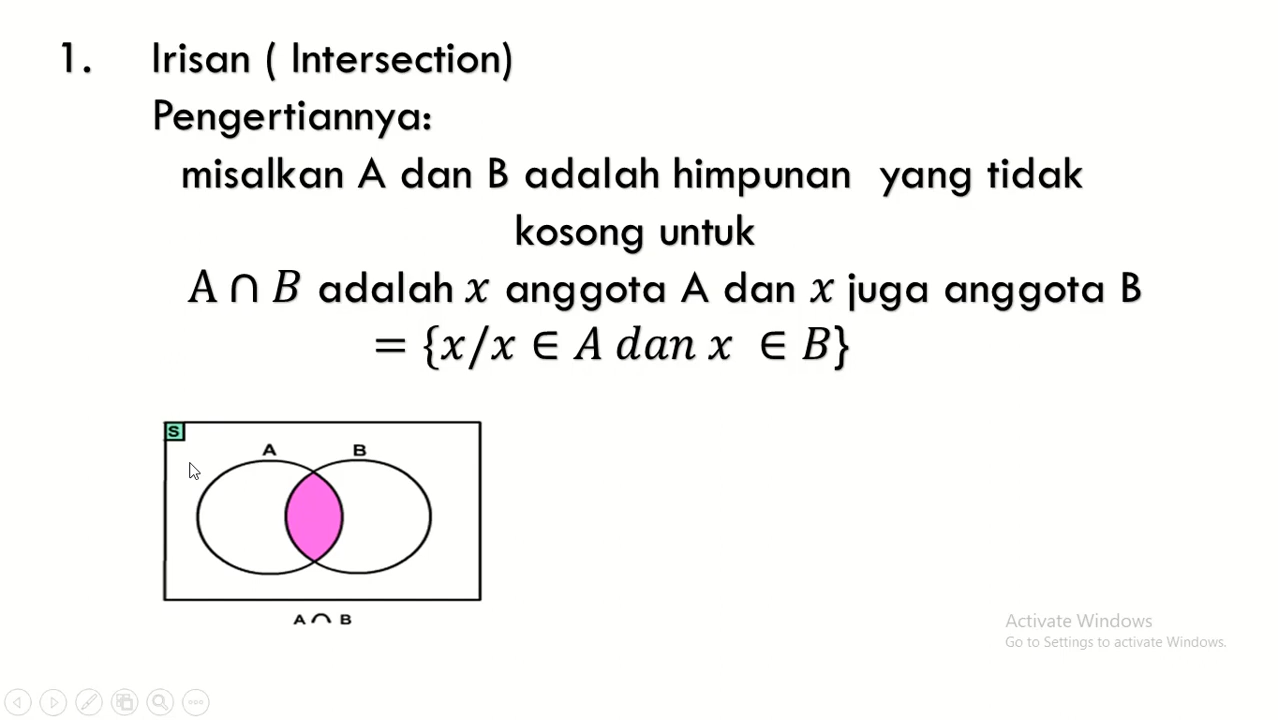 1. Irisan ( Intersection)
Pengertiannya:
misalkan A dan B adalah himpunan yang tidak
kosong untuk
A ∩ B adalah x anggota A dan x juga anggota B
= {x/x ∈ A dan x ∈ B}
S
A B
A ∩ B
Activate Windows
Go to Settings to activate Windows.